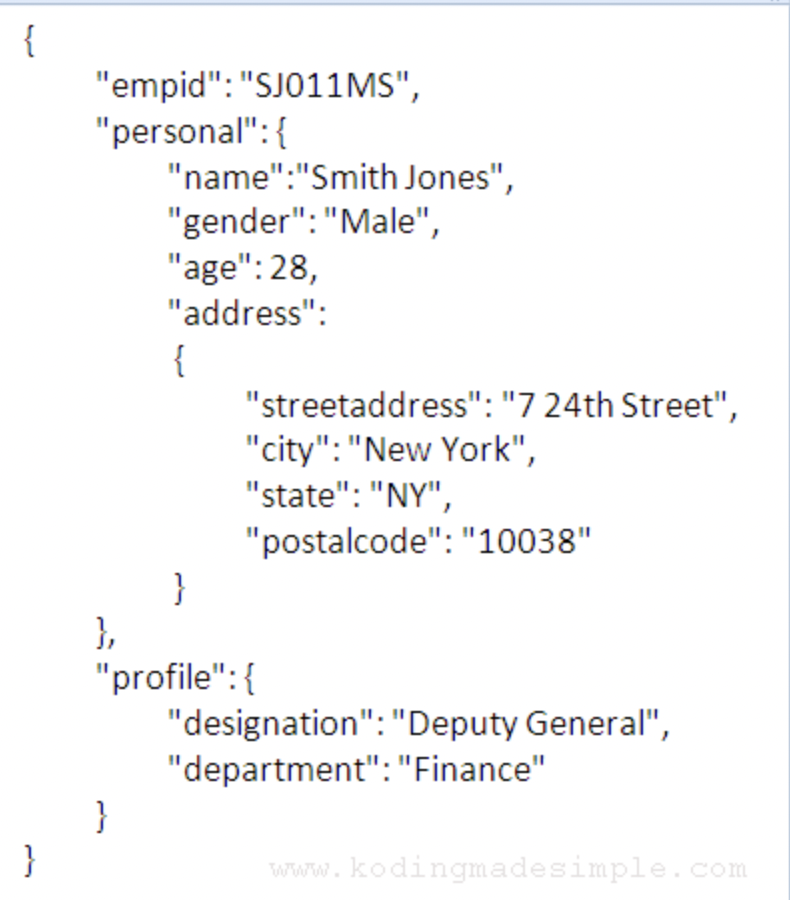 {
"empid": "SJ011MS",
"personal": {
"name":"Smith Jones",
"gender": "Male",
"age": 28,
"address":
{
"streetaddress": "7 24th Street",
"city": "New York",
"state": "NY",
"postalcode": "10038"
}
},
"profile": {
"designation": "Deputy General",
"department": "Finance"
}
}
www.kodingmadesimple.com